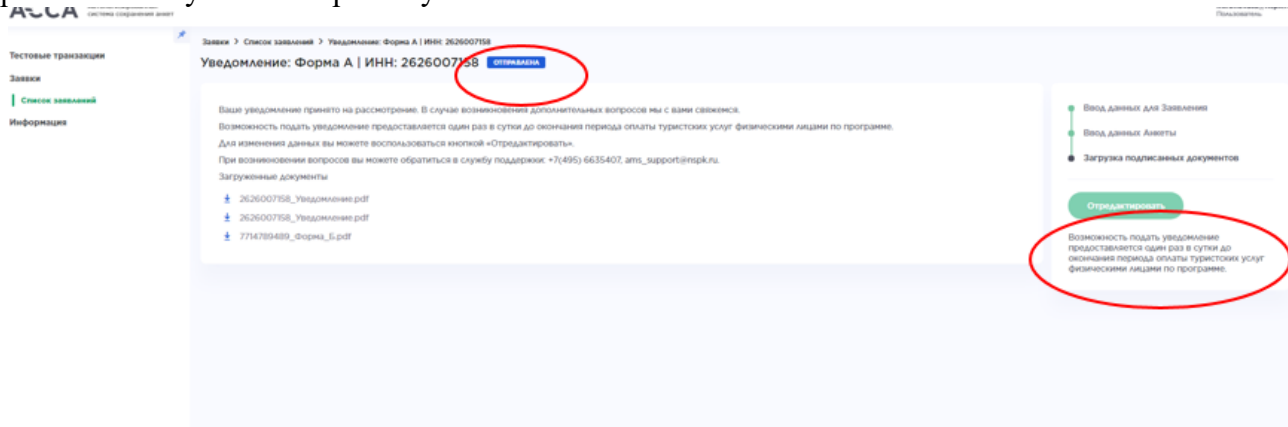 АССА
система сохранения анкет
Пользователь
Заявки > Список заявлений > Уведомление: Форма А | ИНН: 2626007158
Уведомление: Форма А | ИНН: 2626007158 ОТПРАВЛЕНА
Тестовые транзакции
Заявки
Список заявлений
Информация
Ваше уведомление принято на рассмотрение. В случае возникновения дополнительных вопросов мы с вами свяжемся.
Возможность подать уведомление предоставляется один раз в сутки до окончания периода оплаты туристских услуг физическими лицами по программе.
Для изменения данных вы можете воспользоваться кнопкой «Отредактировать».
При возникновении вопросов вы можете обратиться в службу поддержки: +7(495) 6635407, ams_support@nspk.ru.
Загруженные документы
2626007158_Уведомление.pdf
2626007158_Уведомление.pdf
7714789489_Форма_Б.pdf
Ввод данных для Заявления
Ввод данных Анкеты
Загрузка подписанных документов
Отредактировать
Возможность подать уведомление
предоставляется один раз в сутки до
окончания периода оплаты туристских услуг
физическими лицами по программе.